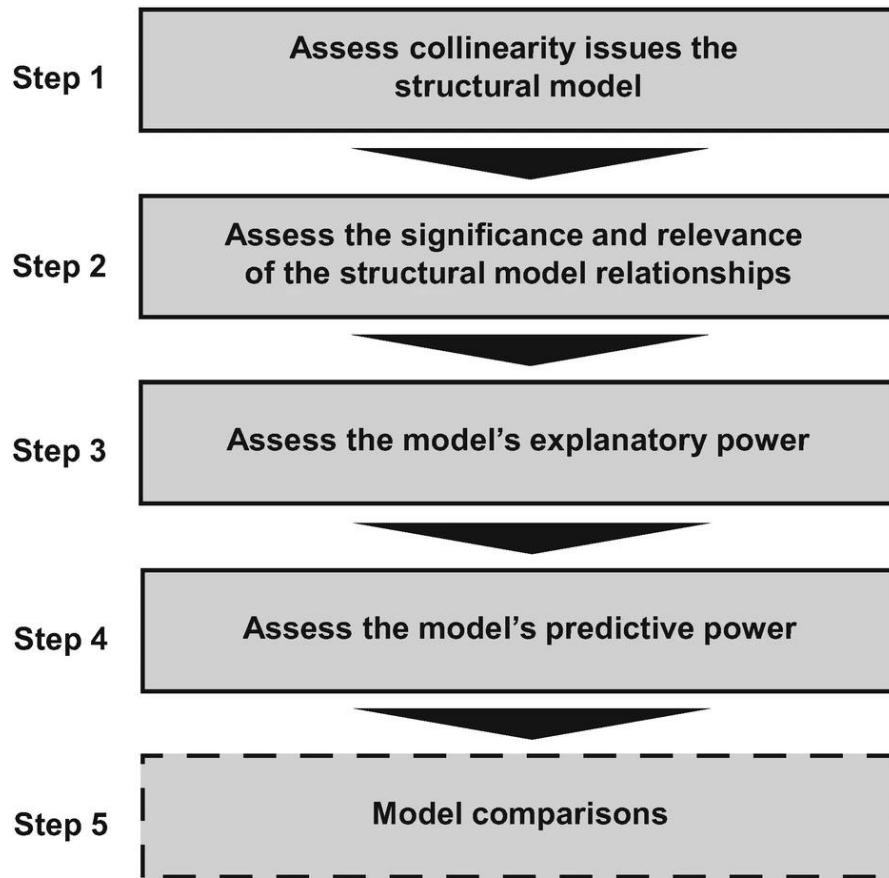 Step 1
Assess collinearity issues the
structural model
Step 2
Assess the significance and relevance
of the structural model relationships
Step 3
Assess the model’s explanatory power
Step 4
Assess the model’s predictive power
Step 5
Model comparisons